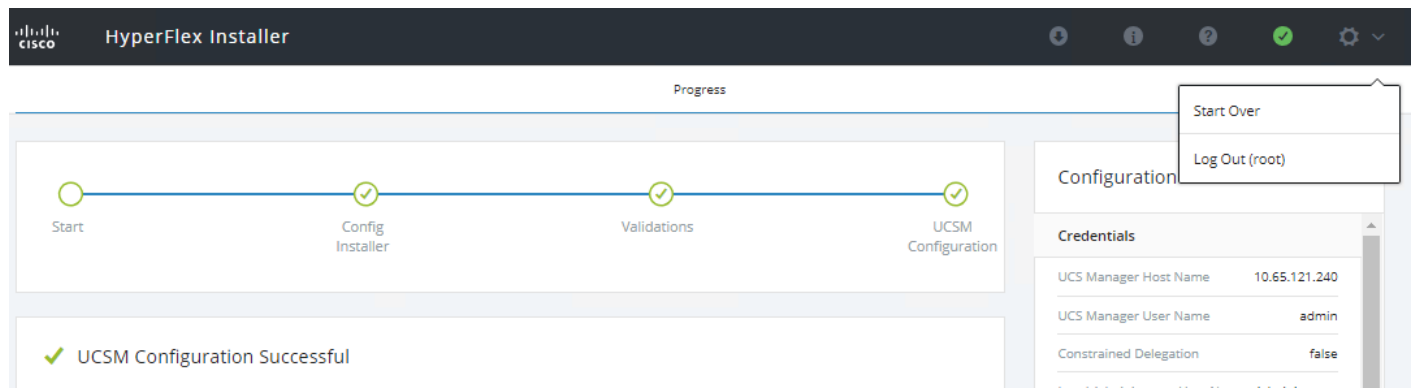 CISCO
HyperFlex Installer
Progress
Start Over
Log Out (root)
Start
Config
Installer
Validations
UCSM
Configuration
UCSM Configuration Successful
Configuration
Credentials
UCS Manager Host Name 10.65.121.240
UCS Manager User Name admin
Constrained Delegation false